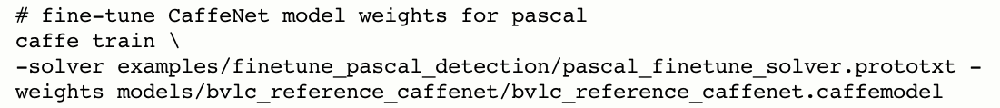 # fine-tune CaffeNet model weights for pascal
caffe train \
-solver examples/finetune_pascal_detection/pascal_finetune_solver.prototxt -
weights models/bvlc_reference_caffenet/bvlc_reference_caffenet.caffemodel